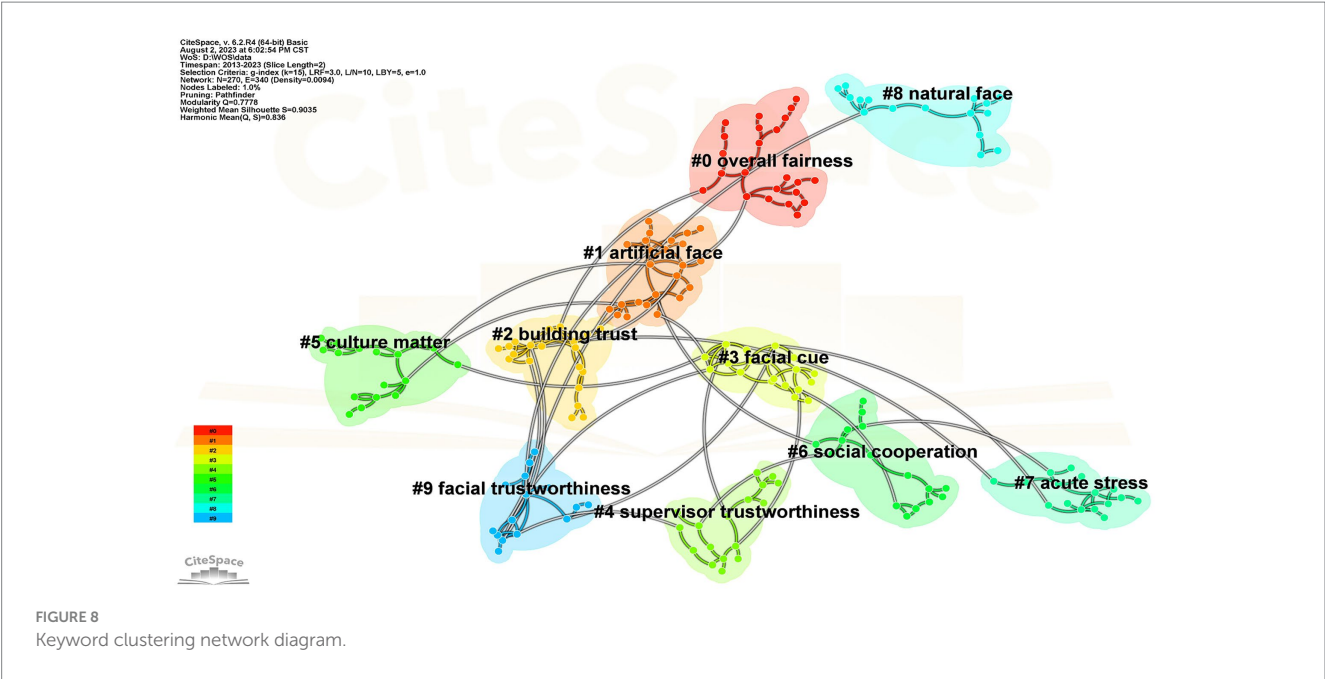 CiteSpace, v. 6.2.R4 (64-bit) Basic
August 2, 2023 at 6:02:54 PM CST
WoS: D:\WOS\data
Timespan: 2013-2023 (Slice Length=2)
Selection Criteria: g-index (k=15), LRF=3.0, L/N=10, LBY=5, e=1.0
Network: N=270, E=340 (Density=0.0094)
Nodes Labeled: 1.0%
Pruning: Pathfinder
Modularity Q=0.7778
Weighted Mean Silhouette S=0.9035
Harmonic Mean(Q, S)=0.836
CiteSpace
#8 natural face
#0 overall fairness
#1 artificial face
#2 building trust
#5 culture matter
#3 facial cue
#6 social cooperation
#7 acute stress
#9 facial trustworthiness
#4 supervisor trustworthiness
#0
#1
#2
#3
#4
#5
#6
#7
#8
#9
CiteSpace
FIGURE 8
Keyword clustering network diagram.